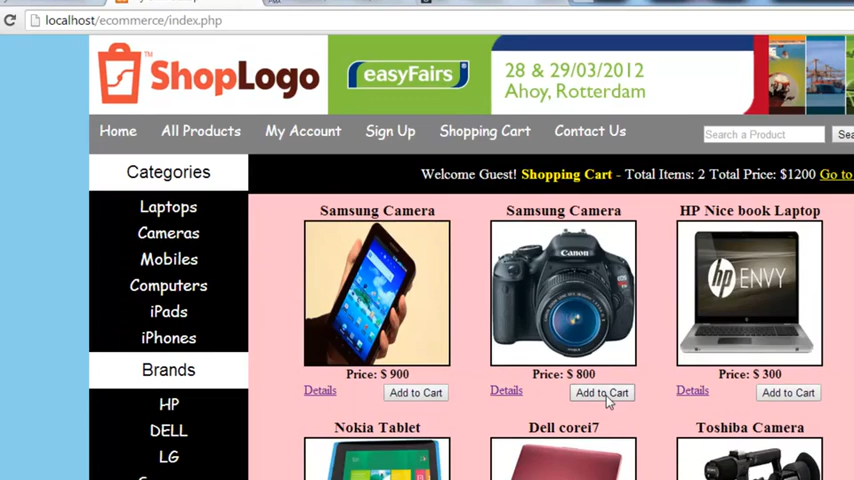 localhost/ecommerce/index.php
ShopLogo™
easyFairs
28 & 29/03/2012
Ahoy, Rotterdam
Home All Products My Account Sign Up Shopping Cart Contact Us Search a Product
Categories
Welcome Guest! Shopping Cart - Total Items: 2 Total Price: $1200 Go to
Laptops
Cameras
Mobiles
Computers
iPads
iPhones
Brands
HP
DELL
LG
Samsung Camera Samsung Camera HP Nice book Laptop
Canon
hp ENVY
Price: $ 900 Price: $ 800 Price: $ 300
Details Add to Cart Details Add to Cart Details Add to Cart
Nokia Tablet Dell corei7 Toshiba Camera